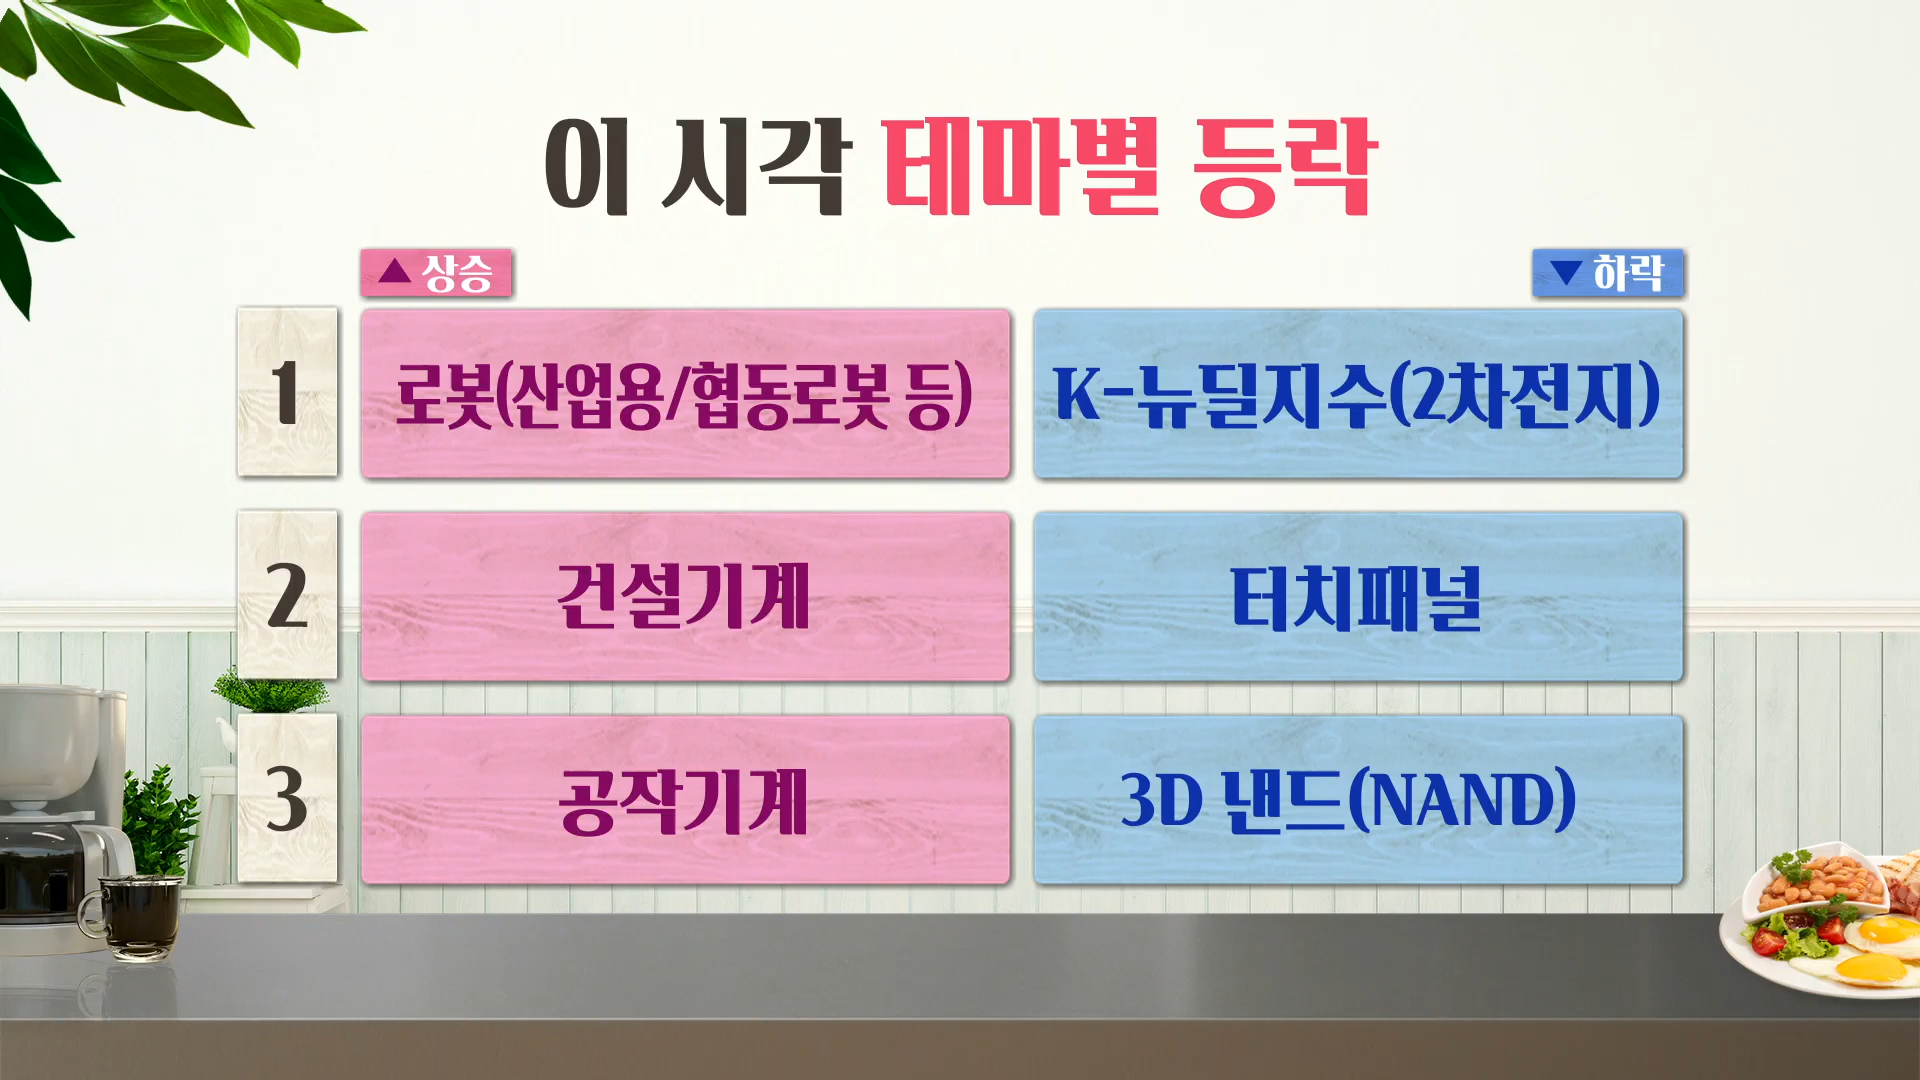 이 시각 테마별 등락
▲ 상승
▼ 하락
1
로봇(산업용/협동로봇 등)
K-뉴딜지수(2차전지)
2
건설기계
터치패널
3
공작기계
3D 낸드(NAND)